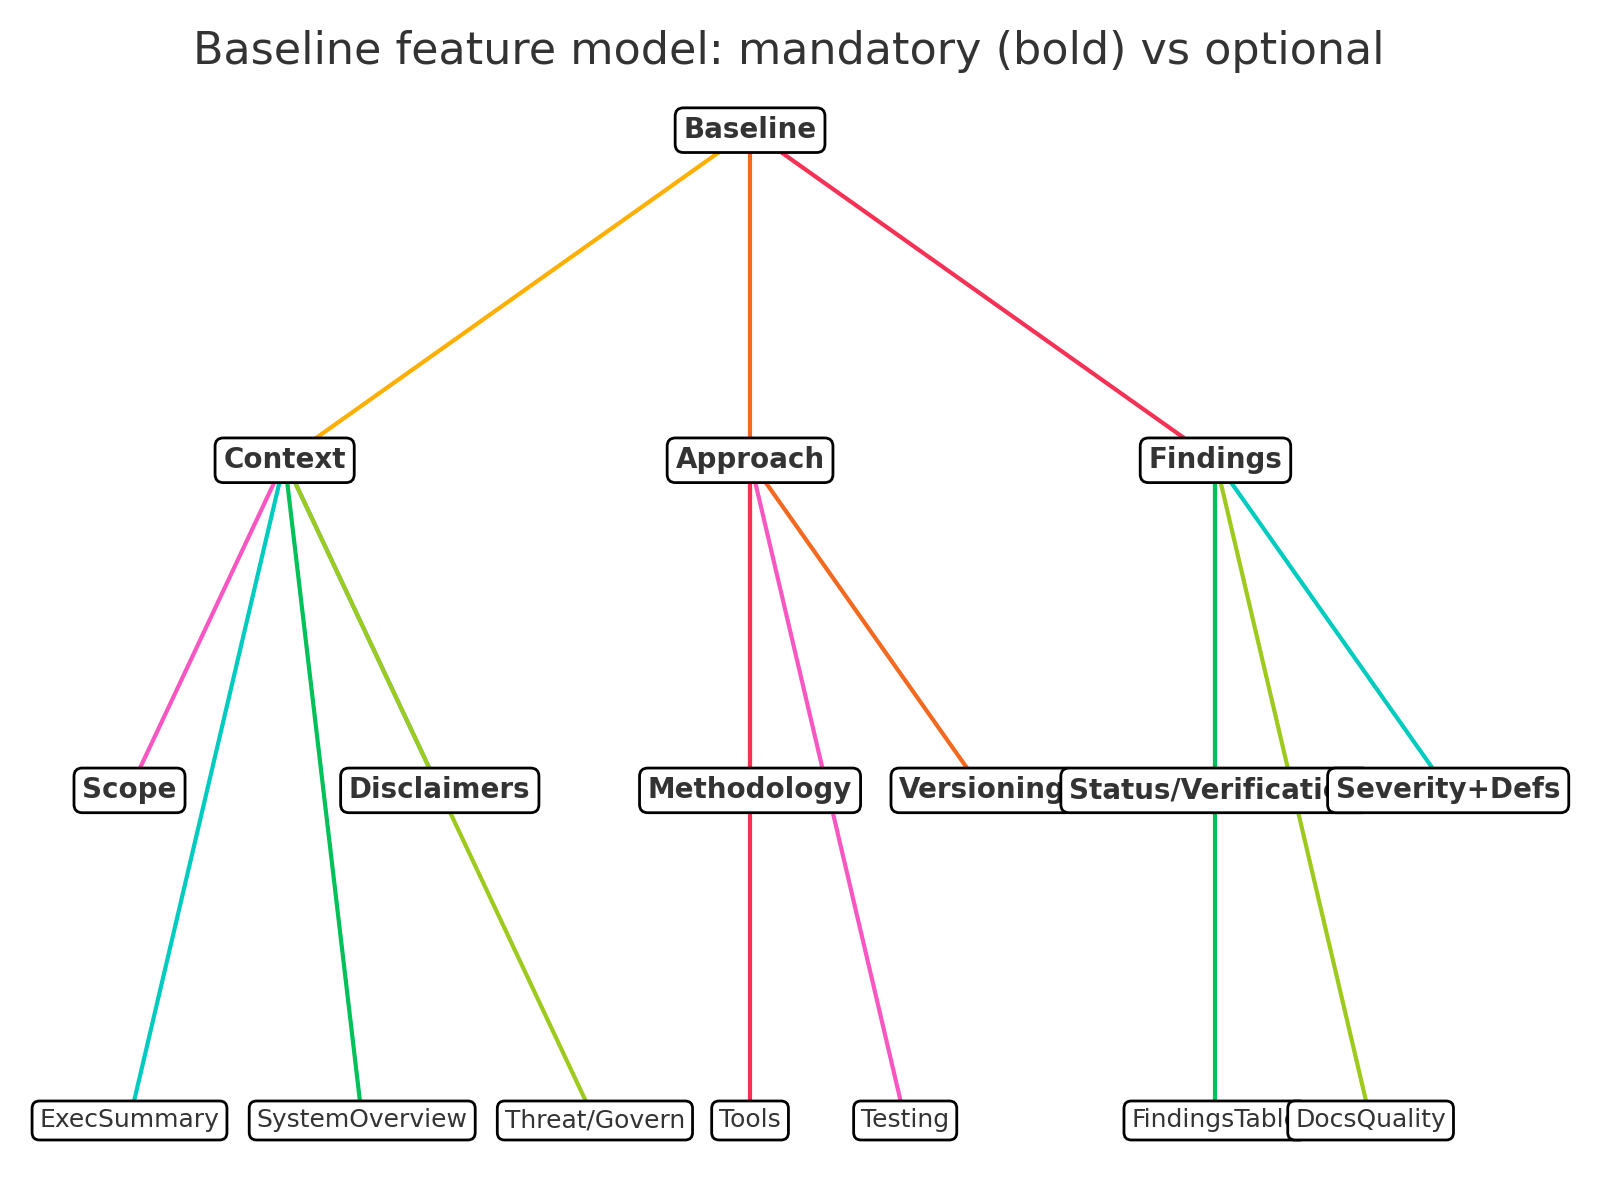 Baseline feature model: mandatory (bold) vs optional
Baseline
Context
Approach
Findings
Scope
Disclaimers
Methodology
Versioning
Status/Verificatio
Severity+Defs
ExecSummary
SystemOverview
Threat/Govern
Tools
Testing
FindingsTable
DocsQuality